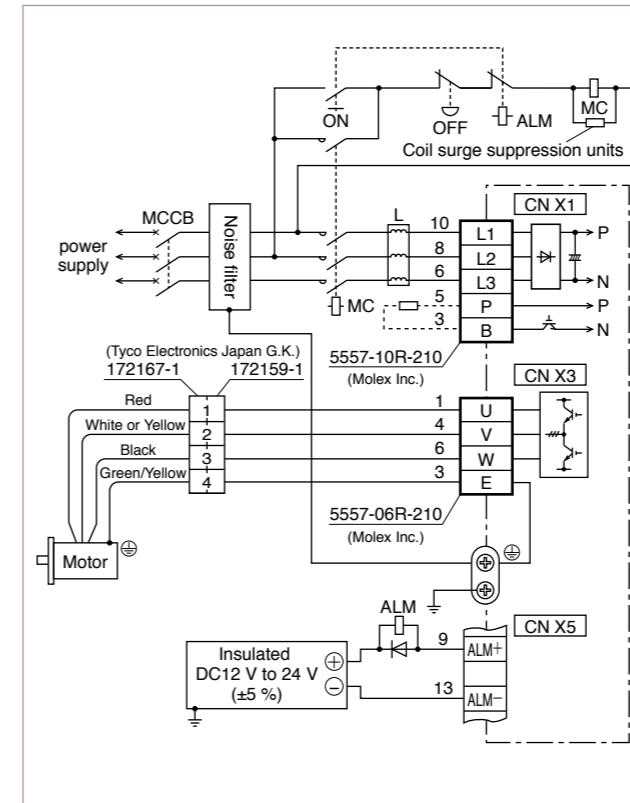 ON
OFF
ALM
MC
Coil surge suppression units
MCCB
power
supply
Noise filter
L
MC
CN X1
10 L1 P
8 L2
6 L3 N
5 P P
3 B N
5557-10R-210
(Molex Inc.)
(Tyco Electronics Japan G.K.)
172167-1 172159-1
CN X3
Red 1 1 U
White or Yellow 2 4 V
Black 3 6 W
Green/Yellow 4 3 E
5557-06R-210
(Molex Inc.)
Motor
ALM
CN X5
Insulated
DC12 V to 24 V
(±5 %)
+
−
9 ALM+
13 ALM−